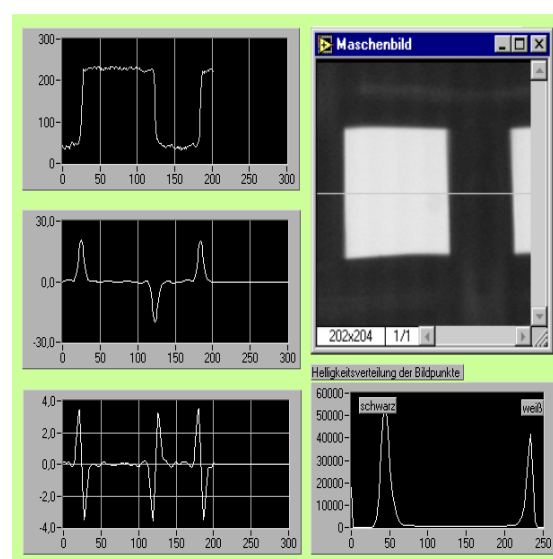 300-
200-
100-
0-
0 50 100 150 200 250 300
Maschenbild
202x204 1/1
30,0-
0,0-
-30,0-
0 50 100 150 200 250 300
4,0-
2,0-
0,0-
-2,0-
-4,0-
0 50 100 150 200 250 300
Helligkeitsverteilung der Bildpunkte
60000-
50000-
40000-
30000-
20000-
10000-
0-
schwarz weiß
0 50 100 150 200 250